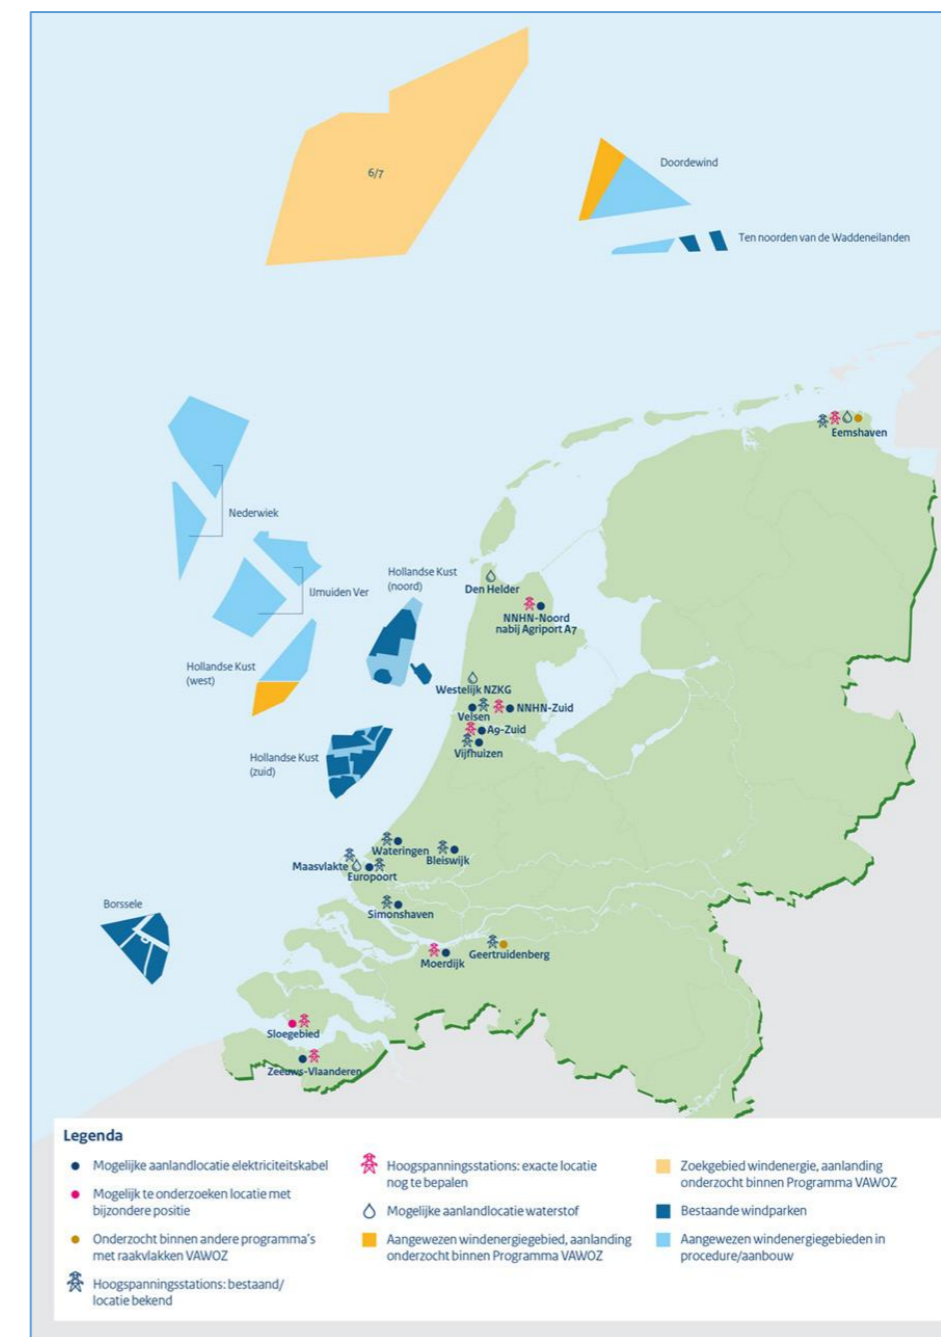 6/7
Doordewind
Ten noorden van de Waddeneilanden
Eemshaven
Nederwiek
IJmuiden Ver
Hollandse Kust
(noord)
Den Helder
NNHN-Noord
nabij Agriport A7
Hollandse Kust
(west)
Westelijk NZKG
Velsen
NNHN-Zuid
A9-Zuid
Vijfhuizen
Hollandse Kust
(zuid)
Wateringen
Bleiswijk
Maasvlakte
Europoort
Simonshaven
Borssele
Geertruidenberg
Moerdijk
Sloegebied
Zeeuws-Vlaanderen
Legenda
Mogelijke aanlandlocatie elektriciteitskabel
Mogelijk te onderzoeken locatie met
bijzondere positie
Onderzocht binnen andere programma's
met raakvlakken VAWOZ
Hoogspanningsstations: bestaand/
locatie bekend
Hoogspanningsstations: exacte locatie
nog te bepalen
Mogelijke aanlandlocatie waterstof
Aangewezen windenergiegebied, aanlanding
onderzocht binnen Programma VAWOZ
Zoekgebied windenergie, aanlanding
onderzocht binnen Programma VAWOZ
Bestaande windparken
Aangewezen windenergiegebieden in
procedure/aanbouw